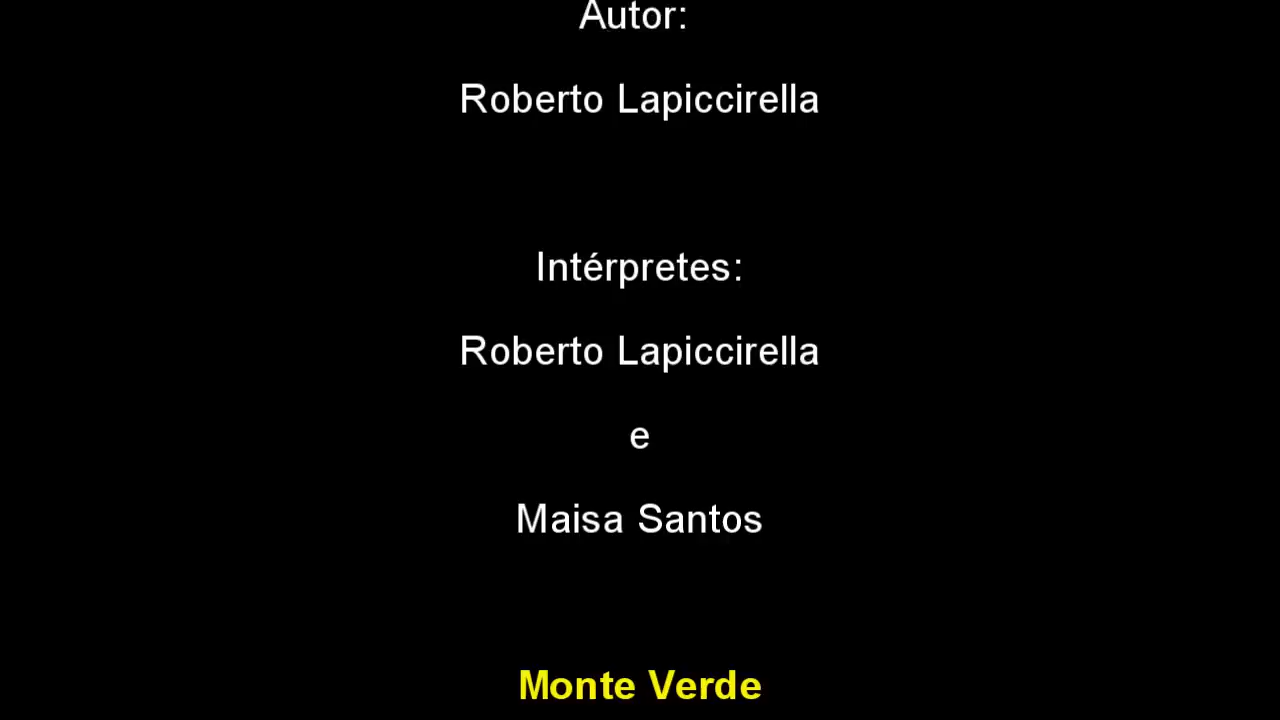 Autor:
Roberto Lapiccirella
Intérpretes:
Roberto Lapiccirella
e
Maisa Santos
Monte Verde